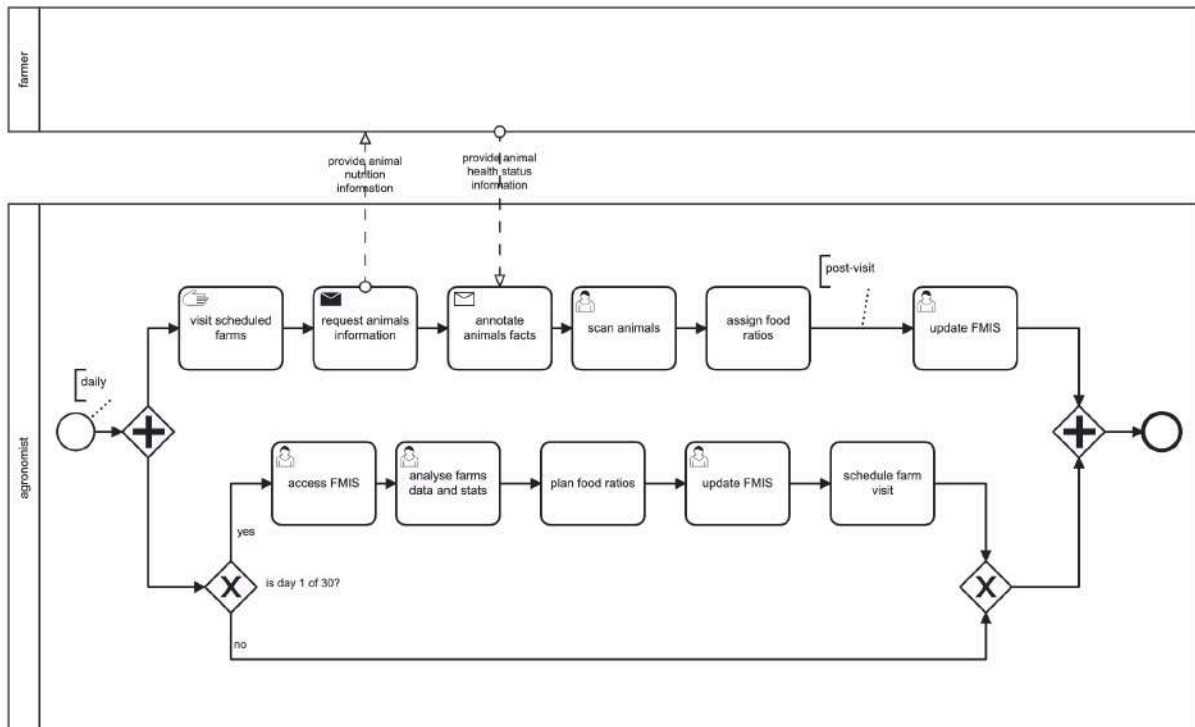 farmer
provide animal
nutrition
information
provide animal
health status
information
agronomist
daily
visit scheduled
farms
request animals
information
annotate
animals facts
scan animals
assign food
ratios
post-visit
update FMIS
access FMIS
analyse farms
data and stats
plan food ratios
update FMIS
schedule farm
visit
yes
is day 1 of 30?
no